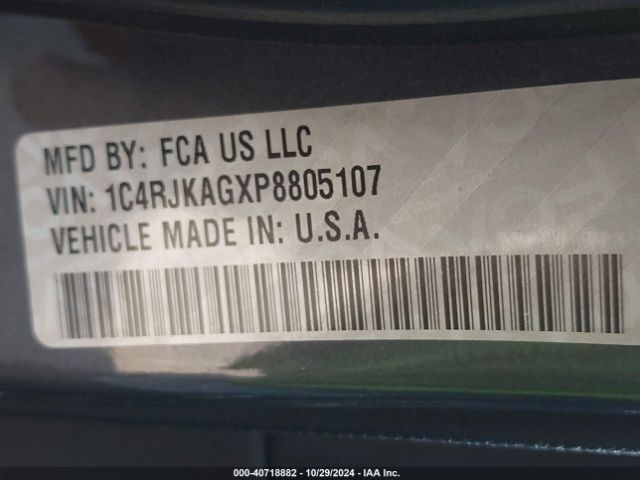 MFD BY: FCA US LLC
VIN: 1C4RJKAGXP8805107
VEHICLE MADE IN: U.S.A.
000-40718882 - 10/29/2024 - IAA Inc.